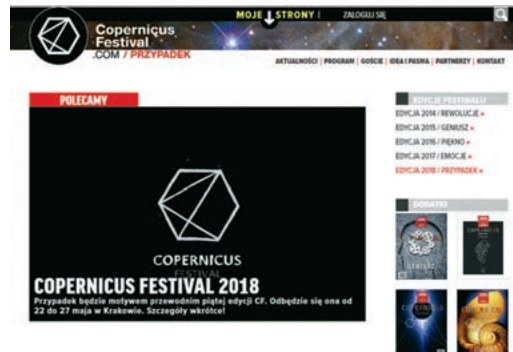 MOJE STRONY | ZALOGUJ SIĘ
Copernicus
Festival
.COM / PRZYPADEK
AKTUALNOŚCI | PROGRAM | GOŚCIE | IDEA I PASMA | PARTNERZY | KONTAKT
POLECAMY
COPERNICUS
FESTIVAL
COPERNICUS FESTIVAL 2018
Przypadek będzie motywem przewodnim piątej edycji CF. Odbędzie się ona od
22 do 27 maja w Krakowie. Szczegóły wkrótce!
EDYCJE FESTIWALU
EDYCJA 2014 / REWOLUCJE »
EDYCJA 2015 / GENIUSZ »
EDYCJA 2016 / PIĘKNO »
EDYCJA 2017 / EMOCJE »
EDYCJA 2018 / PRZYPADEK »
DODATKI
COPERNICUS
GENIUSZ
COPERNICUS